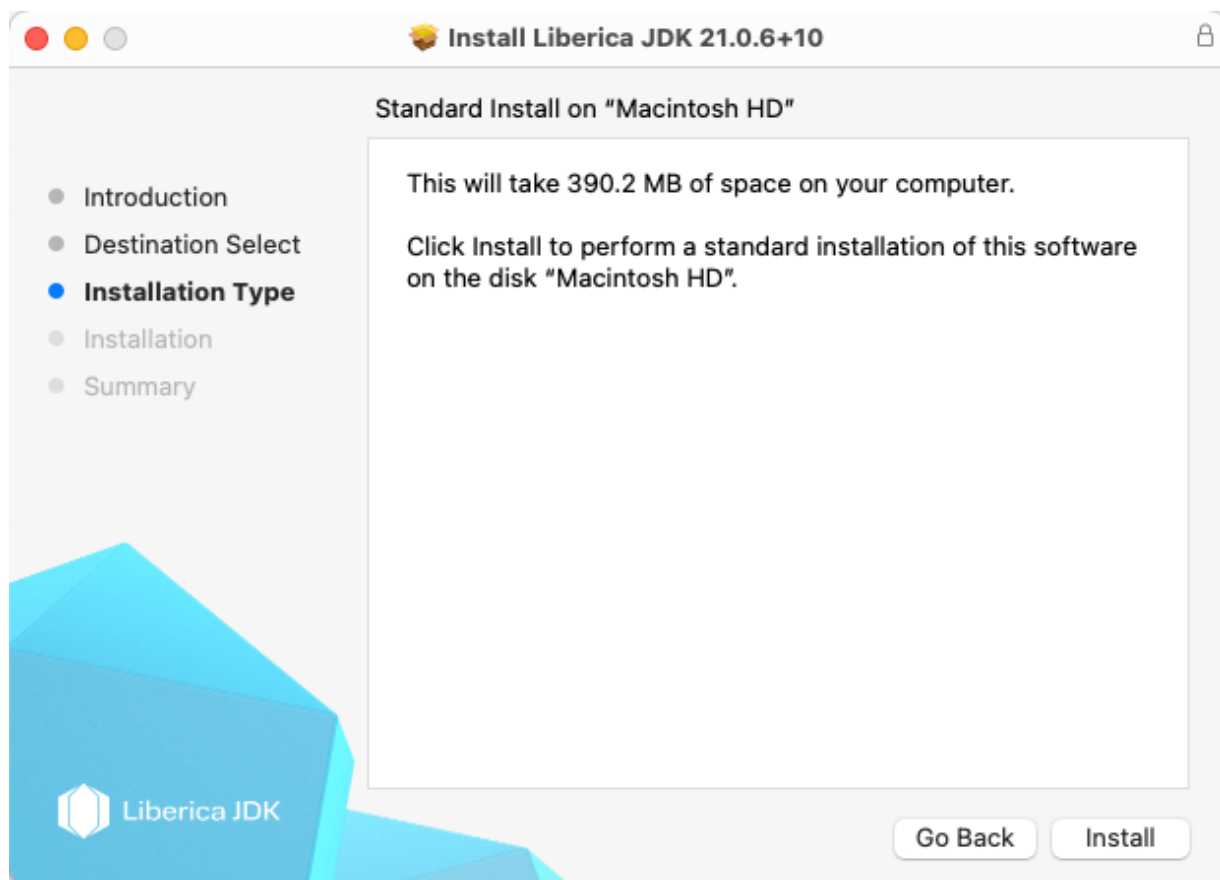 Install Liberica JDK 21.0.6+10
Standard Install on “Macintosh HD”
Introduction
Destination Select
Installation Type
Installation
Summary
This will take 390.2 MB of space on your computer.
Click Install to perform a standard installation of this software
on the disk “Macintosh HD”.
Liberica JDK
Go Back
Install